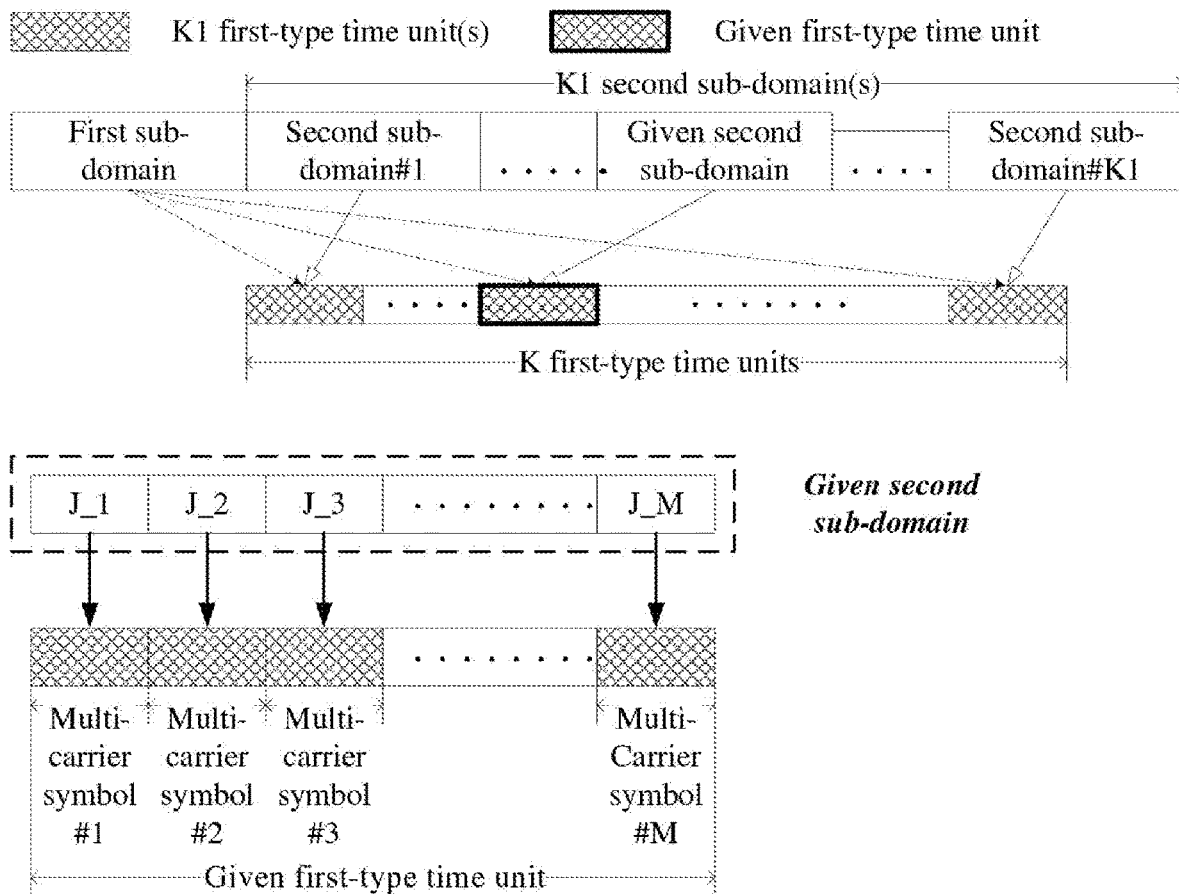 K1 first-type time unit(s)
Given first-type time unit
K1 second sub-domain(s)
First sub-
domain
Second sub-
domain#1
. . . . .
Given second
sub-domain
. . . .
Second sub-
domain#K1
. . . .
. . . . . . .
K first-type time units
J_1
J_2
J_3
. . . . . . . .
J_M
Given second
sub-domain
. . . . . . . .
Multi-
carrier
symbol
#1
Multi-
carrier
symbol
#2
Multi-
carrier
symbol
#3
Multi-
Carrier
symbol
#M
Given first-type time unit